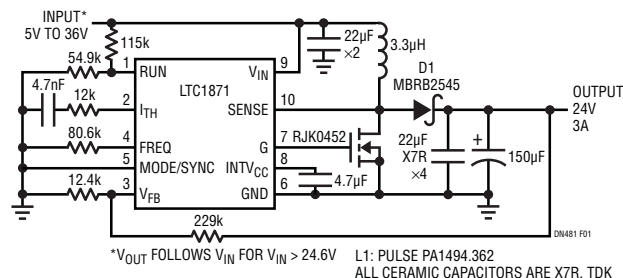 INPUT*
5V TO 36V
115k
54.9k
1
RUN
4.7nF
12k
2
ITH
80.6k
4
FREQ
5
MODE/SYNC
12.4k
3
VFB
LTC1871
VIN
9
SENSE
10
G
7
RJK0452
INTVCC
8
4.7µF
GND
6
22µF
×2
3.3µH
D1
MBRB2545
OUTPUT
24V
3A
22µF
X7R
×4
+
150µF
229k
DN481 F01
*VOUT FOLLOWS VIN FOR VIN > 24.6V
L1: PULSE PA1494.362
ALL CERAMIC CAPACITORS ARE X7R, TDK